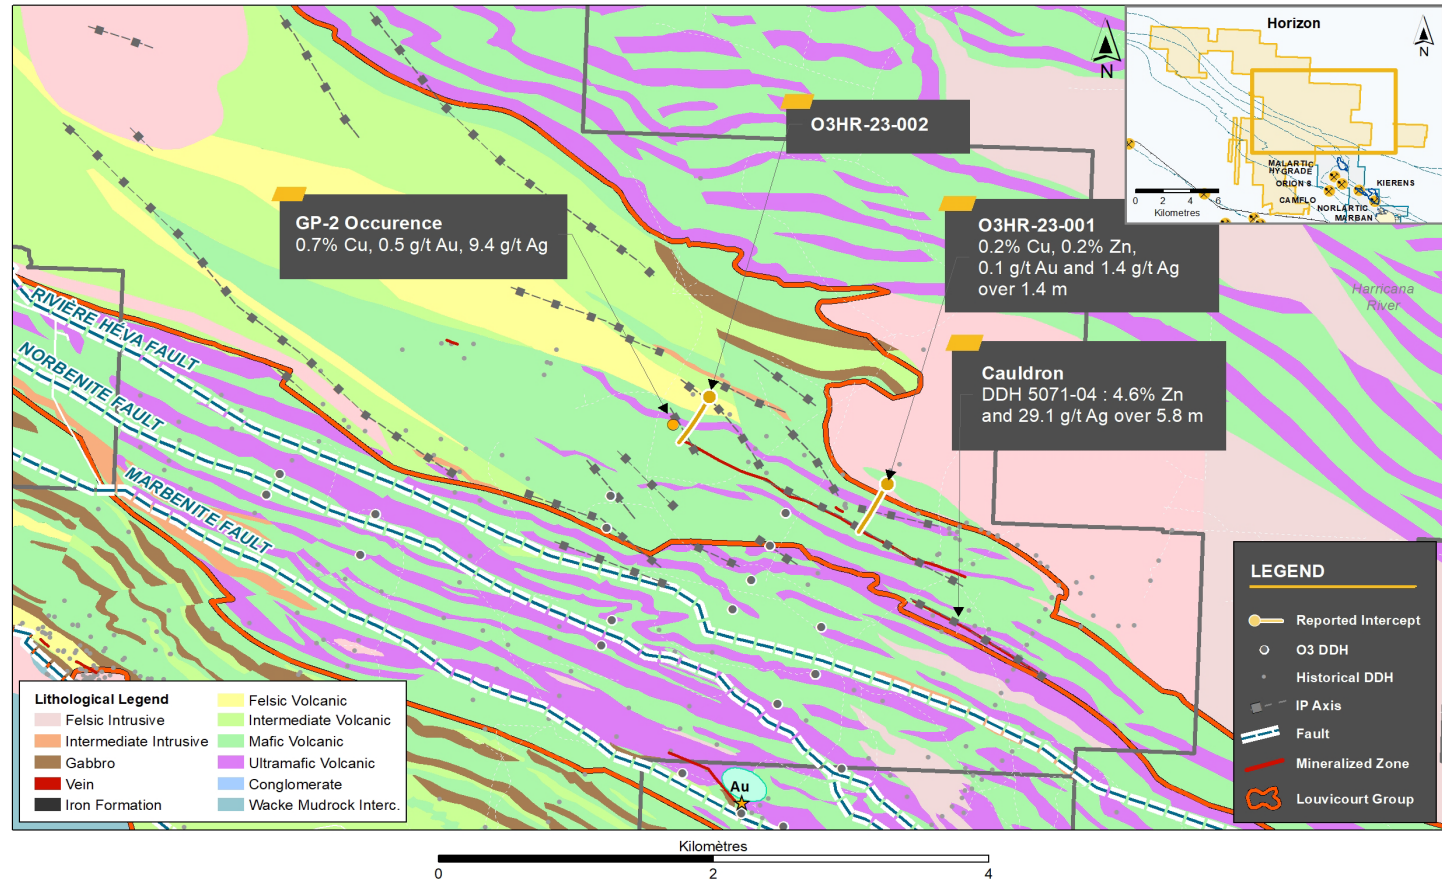 N
Horizon
N
MALARTIC
HYGRADE
ORION 8
KIERENS
CAMFLO
NORLARTIC
MARBAN
0 2 4 6
Kilometres
O3HR-23-002
GP-2 Occurence
0.7% Cu, 0.5 g/t Au, 9.4 g/t Ag
O3HR-23-001
0.2% Cu, 0.2% Zn,
0.1 g/t Au and 1.4 g/t Ag
over 1.4 m
Harricana
River
RIVIÈRE HÉVA FAULT
NORBENITE FAULT
MARBENITE FAULT
Cauldron
DDH 5071-04 : 4.6% Zn
and 29.1 g/t Ag over 5.8 m
LEGEND
Reported Intercept
O3 DDH
Historical DDH
IP Axis
Fault
Mineralized Zone
Louvicourt Group
Lithological Legend
Felsic Intrusive
Intermediate Intrusive
Gabbro
Vein
Iron Formation
Felsic Volcanic
Intermediate Volcanic
Mafic Volcanic
Ultramafic Volcanic
Conglomerate
Wacke Mudrock Interc.
Au
Kilomètres
0 2 4